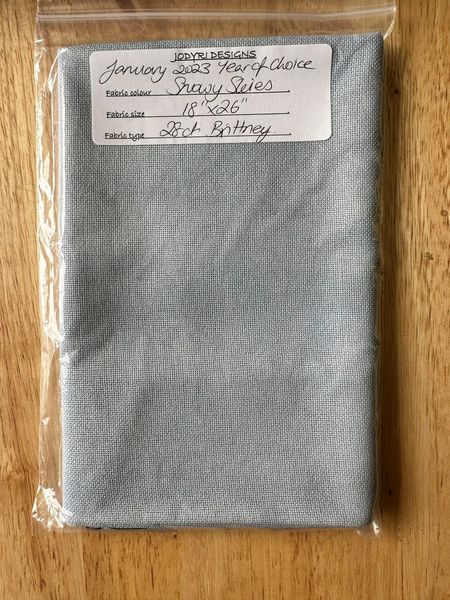 JODYRI DESIGNS
January 2023 Year of Choice
Fabric colour Snowy Skies
Fabric size 18"x26"
Fabric type 28ct Brittney